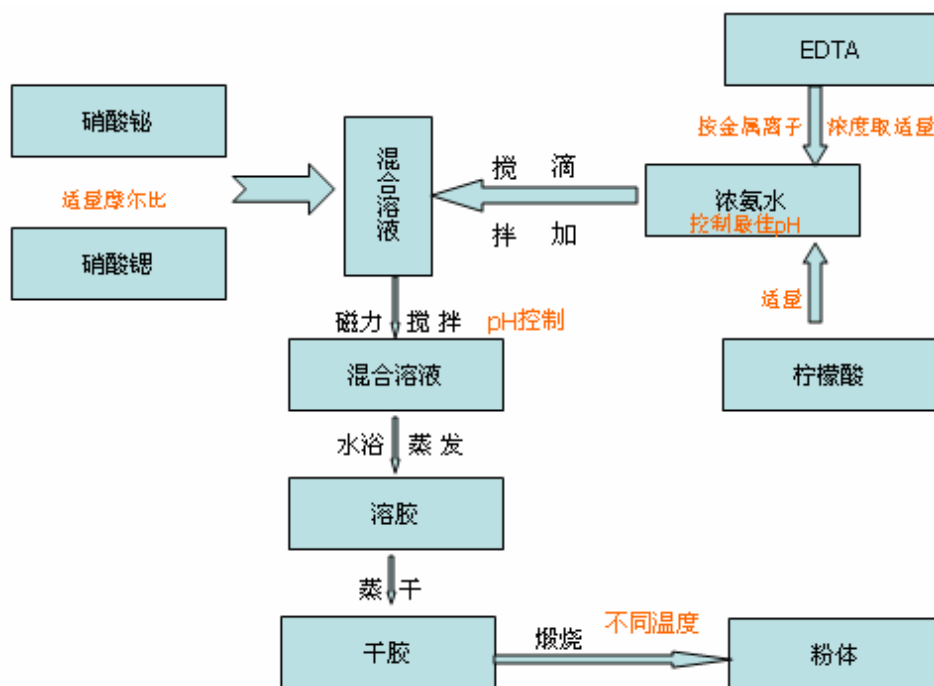 EDTA
硝酸铋
按金属离子 浓度取适量
混合溶液
搅 滴
适量摩尔比
浓氨水
控制最佳pH
拌 加
硝酸锶
适量
磁力 搅拌 pH控制
混合溶液
柠檬酸
水浴 蒸发
溶胶
蒸 干
不同温度
干胶
煅烧
粉体